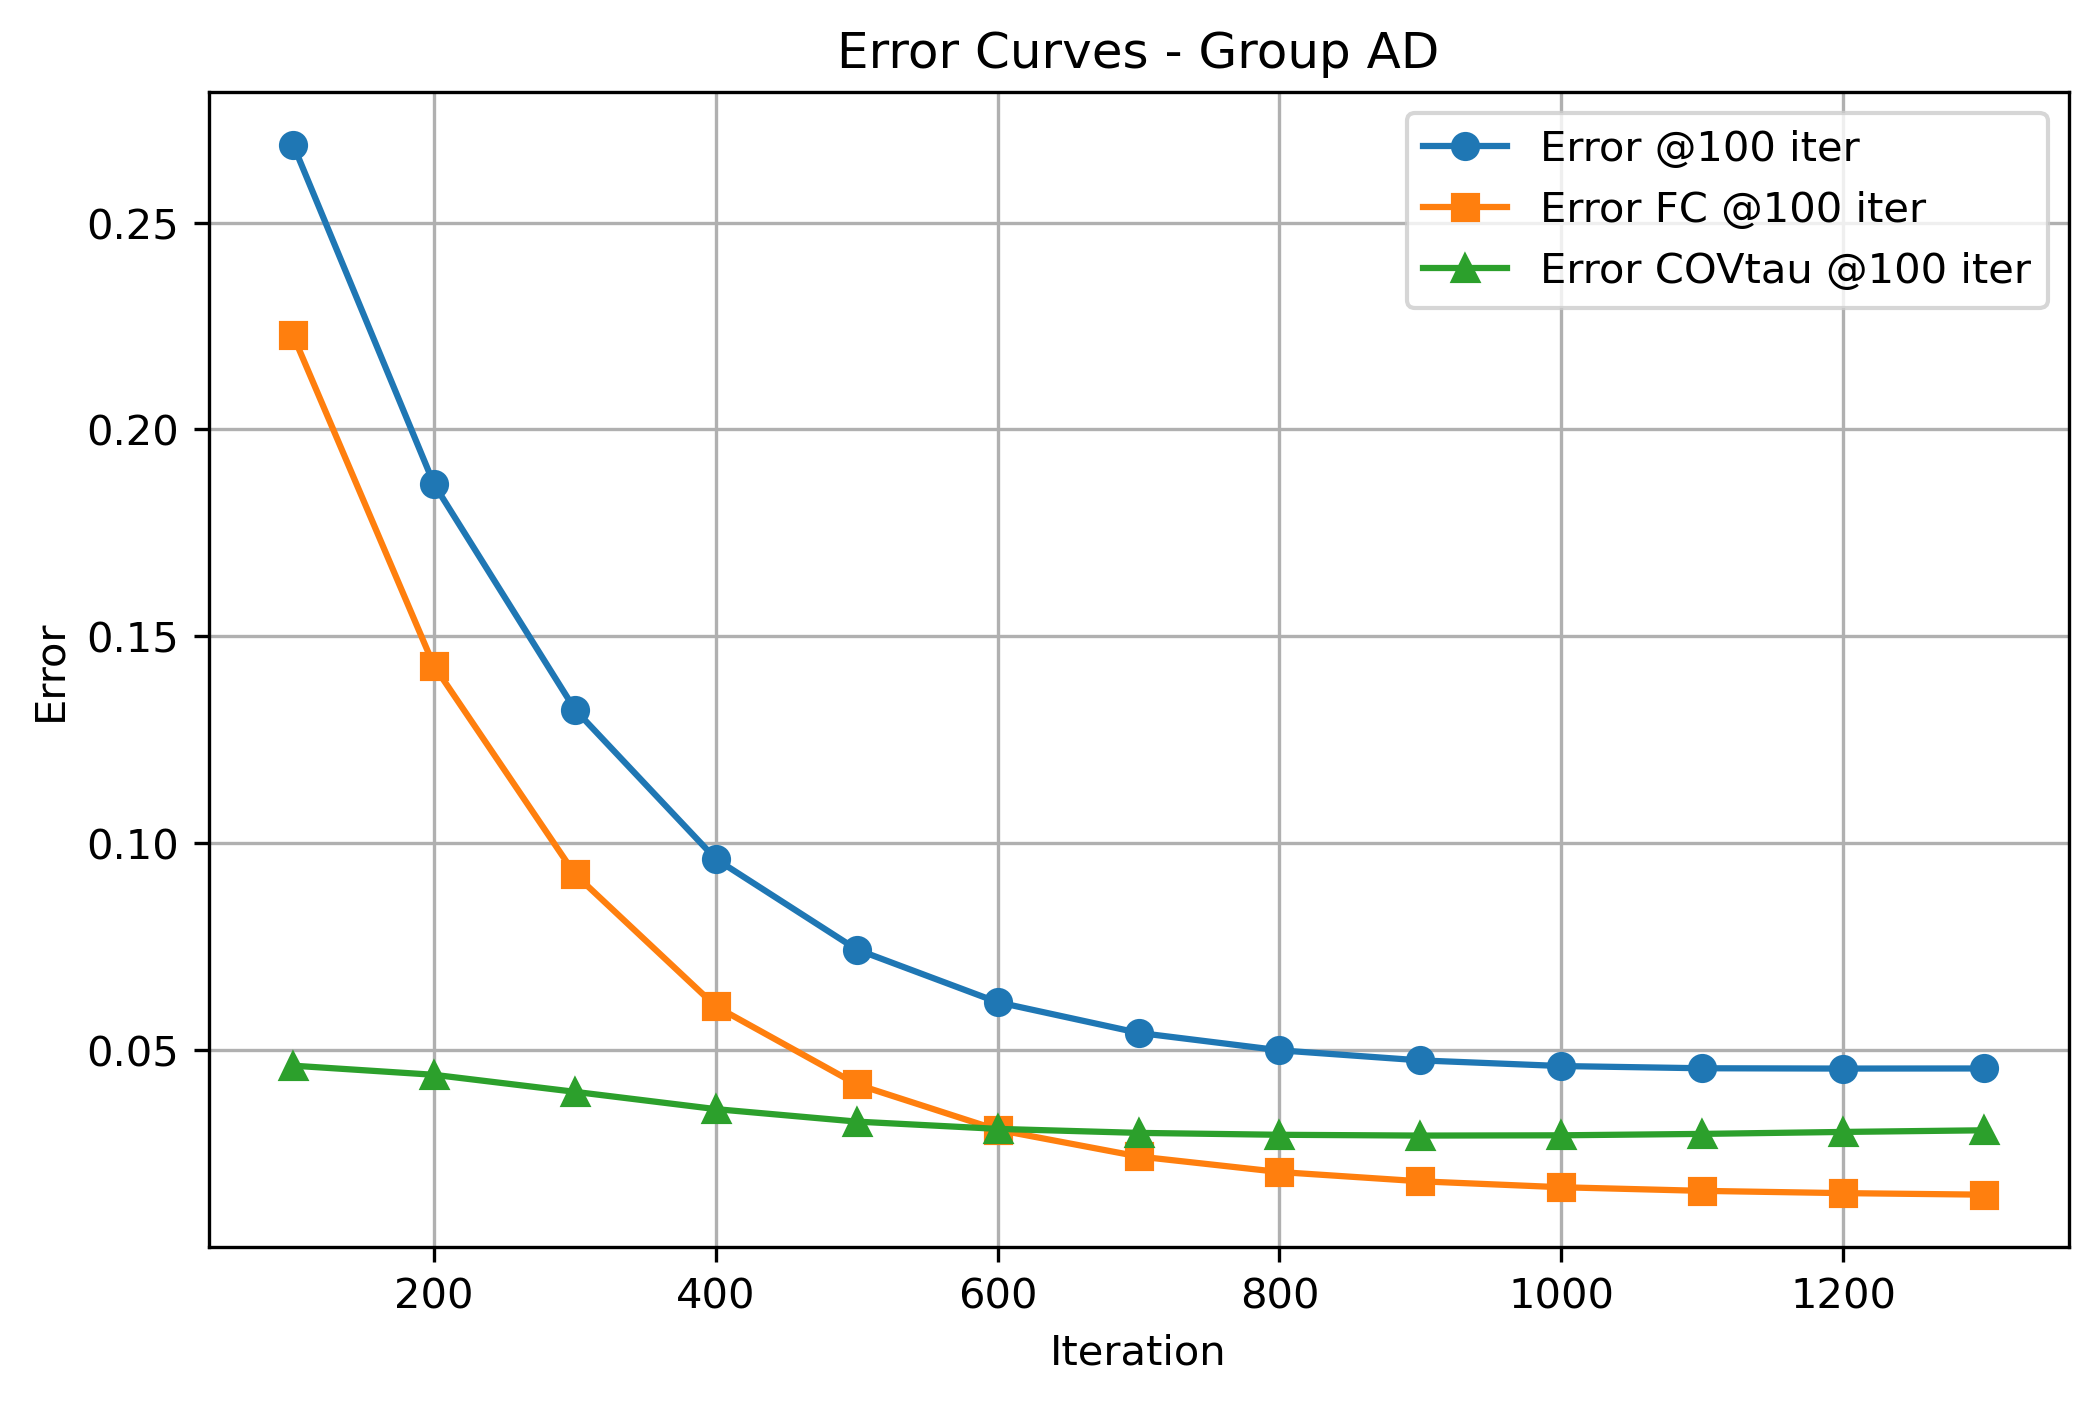 Error Curves - Group AD
Error @100 iter
Error FC @100 iter
Error COVtau @100 iter
0.25
0.20
0.15
0.10
0.05
Error
200 400 600 800 1000 1200
Iteration